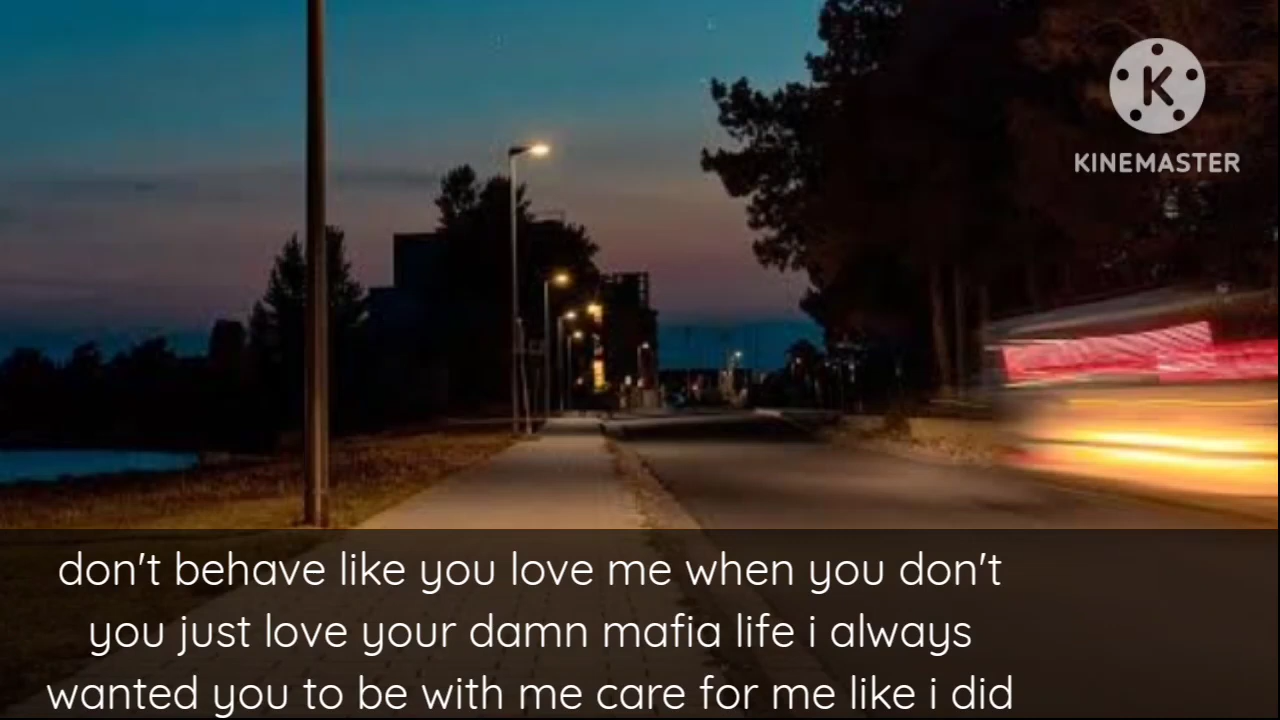 K
KINEMASTER
don't behave like you love me when you don't
you just love your damn mafia life i always
wanted you to be with me care for me like i did